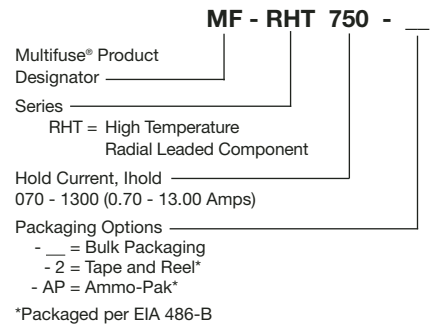 MF - RHT 750 - __
Multifuse® Product
Designator
Series
RHT = High Temperature
Radial Leaded Component
Hold Current, Ihold
070 - 1300 (0.70 - 13.00 Amps)
Packaging Options
- __ = Bulk Packaging
- 2 = Tape and Reel*
- AP = Ammo-Pak*
*Packaged per EIA 486-B